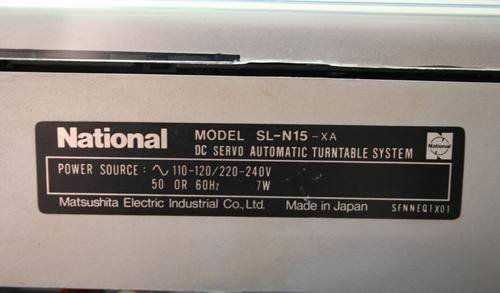 National MODEL SL-N15-XA
DC SERVO AUTOMATIC TURNTABLE SYSTEM
National
POWER SOURCE : ∿ 110-120/220-240V
50 OR 60Hz 7W
Matsushita Electric Industrial Co., Ltd. Made in Japan SFNNEQ1X01